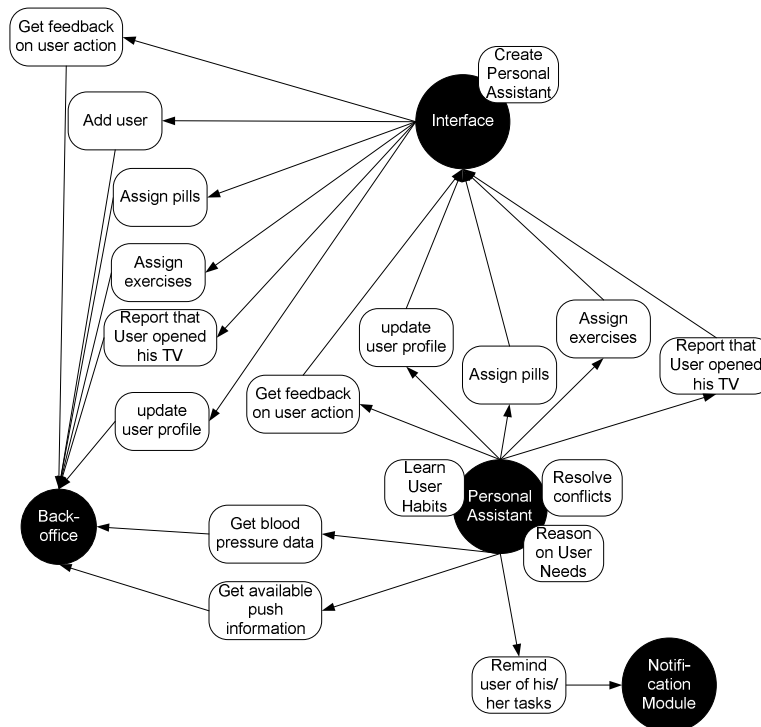 Get feedback
on user action
Create
Personal
Assistant
Interface
Add user
Assign pills
Assign
exercises
Report that
User opened
his TV
update
user profile
update
user profile
Assign pills
Assign
exercises
Report that
User opened
his TV
Get feedback
on user action
Learn
User
Habits
Personal
Assistant
Resolve
conflicts
Reason
on User
Needs
Back-
office
Get blood
pressure data
Get available
push
information
Remind
user of his/
her tasks
Notifi-
cation
Module